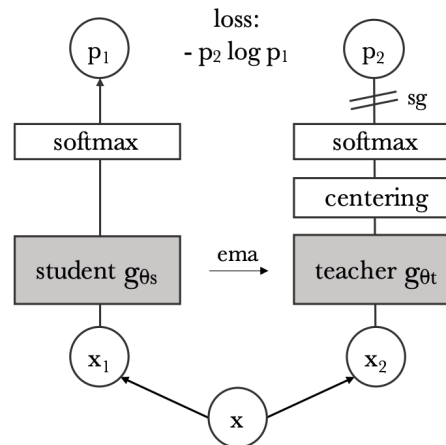 loss:
p₁ - p₂ log p₁ p₂
sg
softmax softmax
centering
student gθs ema teacher gθt
x₁ x₂
x